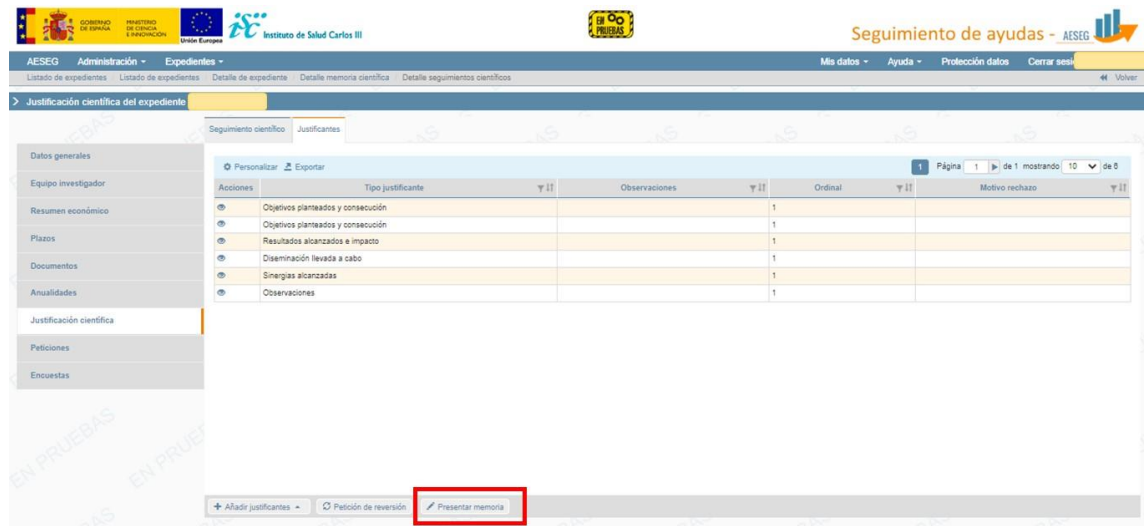 GOBIERNO DE ESPAÑA
MINISTERIO DE CIENCIA E INNOVACIÓN
Unión Europea
isc Instituto de Salud Carlos III
EN PRUEBAS
Seguimiento de ayudas - AESEG
AESEG Administración Expedientes Mis datos Ayuda Protección datos Cerrar sesi
Listado de expedientes / Listado de expedientes / Detalle de expediente / Detalle memoria científica / Detalle seguimientos científicos Volver
Justificación científica del expediente
Seguimiento científico Justificantes
Datos generales
Equipo investigador
Resumen económico
Plazos
Documentos
Anualidades
Justificación científica
Peticiones
Encuestas
Personalizar Exportar 1 Página 1 de 1 mostrando 10 de 6
Acciones Tipo justificante Observaciones Ordinal Motivo rechazo
Objetivos planteados y consecución 1
Objetivos planteados y consecución 1
Resultados alcanzados e impacto 1
Diseminación llevada a cabo 1
Sinergias alcanzadas 1
Observaciones 1
+ Añadir justificantes Petición de reversión Presentar memoria
EN PRUEBAS